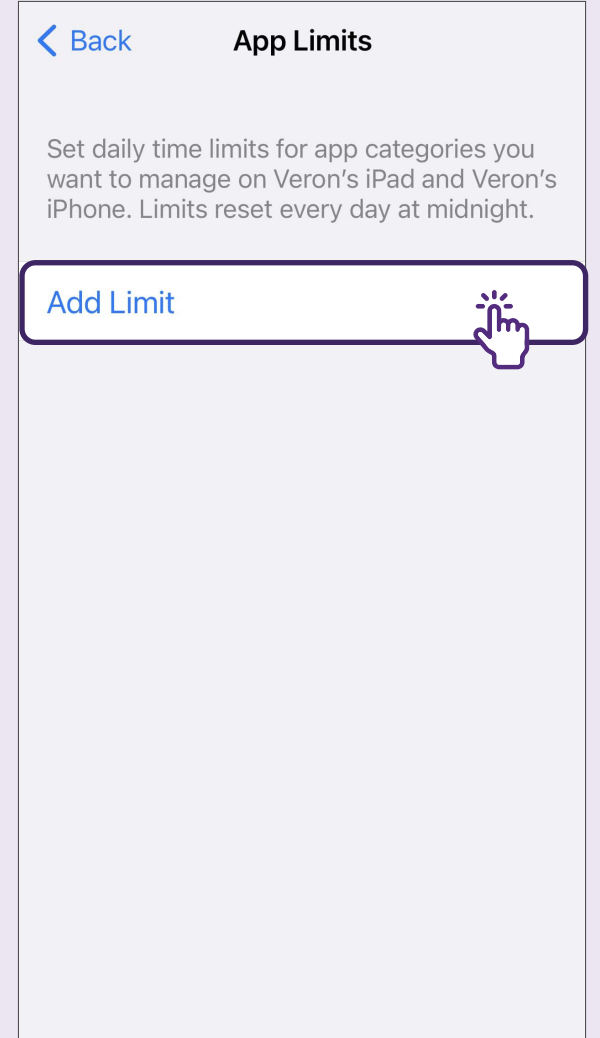 Back
App Limits
Set daily time limits for app categories you
want to manage on Veron’s iPad and Veron’s
iPhone. Limits reset every day at midnight.
Add Limit